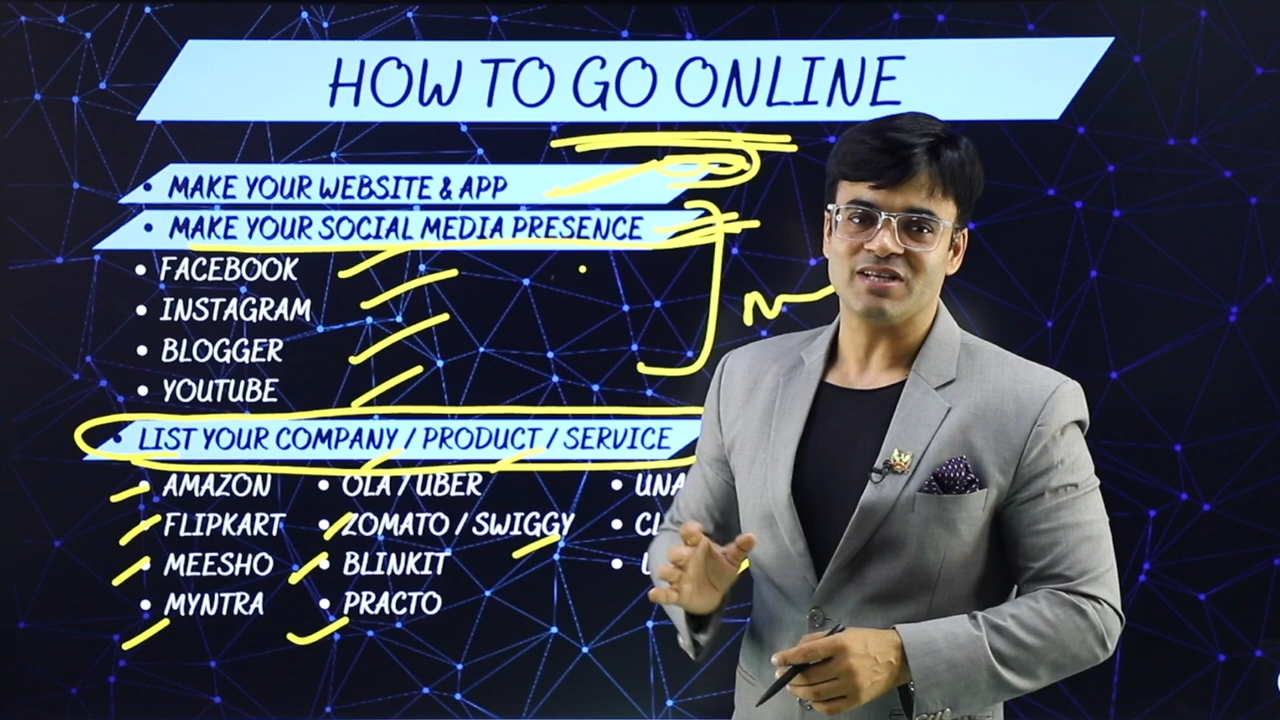 HOW TO GO ONLINE
• MAKE YOUR WEBSITE & APP
• MAKE YOUR SOCIAL MEDIA PRESENCE
• FACEBOOK
• INSTAGRAM
• BLOGGER
• YOUTUBE
• LIST YOUR COMPANY / PRODUCT / SERVICE
• AMAZON • OLA / UBER
• FLIPKART • ZOMATO / SWIGGY
• MEESHO • BLINKIT
• MYNTRA • PRACTO